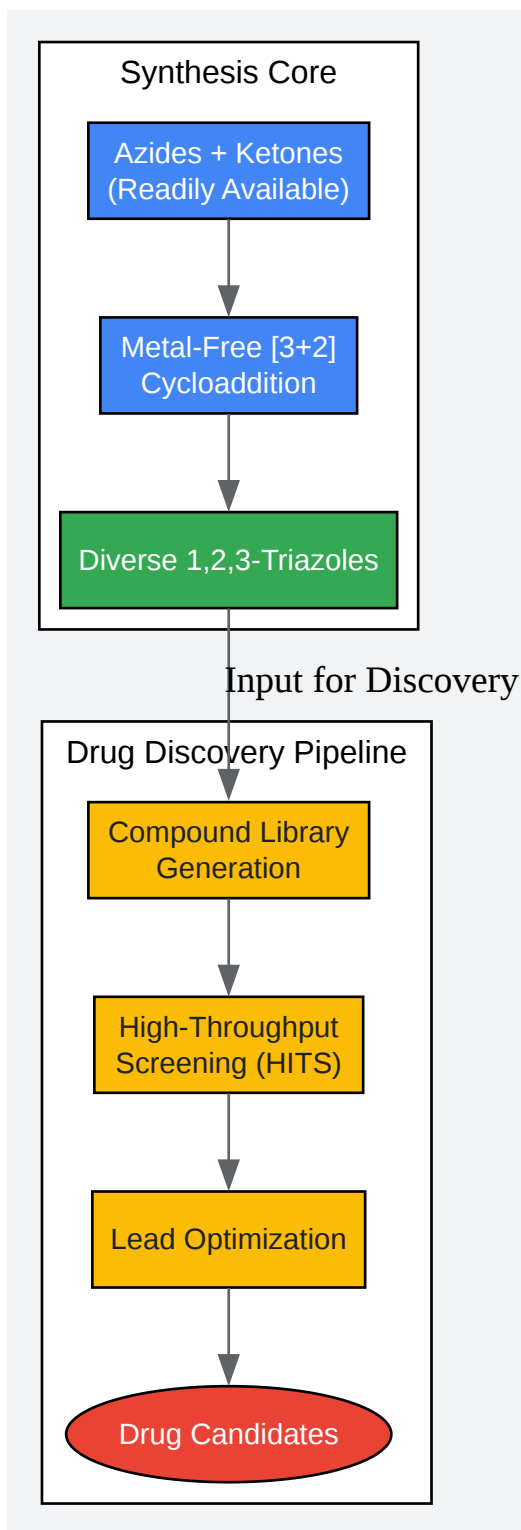 Synthesis Core
Azides + Ketones
(Readily Available)
Metal-Free [3+2]
Cycloaddition
Diverse 1,2,3-Triazoles
Input for Discovery
Drug Discovery Pipeline
Compound Library
Generation
High-Throughput
Screening (HITS)
Lead Optimization
Drug Candidates